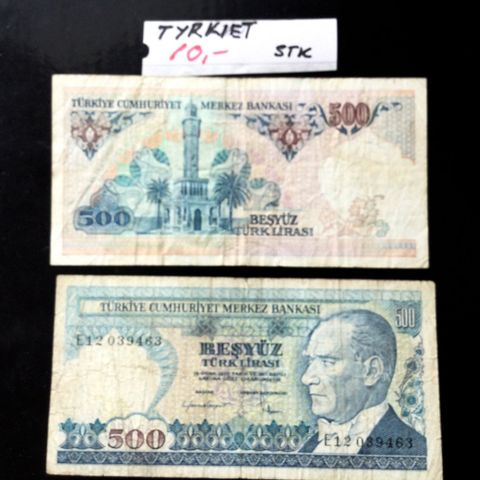 TYRKIET
10,- STK
TÜRKİYE CUMHURİYET MERKEZ BANKASI
500
500
BEŞYÜZ
TÜRK LİRASI
TÜRKİYE CUMHURİYET MERKEZ BANKASI
500
E12 039463
BEŞYÜZ
TÜRK LİRASI
500
E12 039463